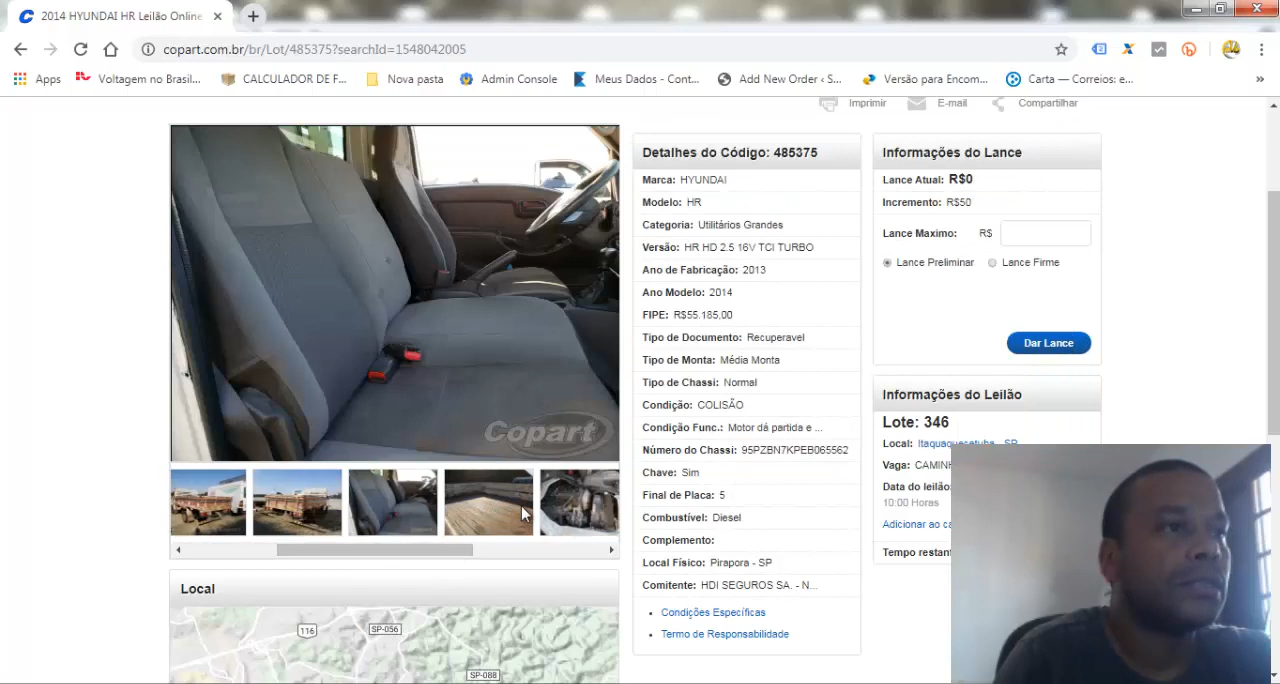 2014 HYUNDAI HR Leilão Online
copart.com.br/br/Lot/485375?searchId=1548042005
Apps
Voltagem no Brasil...
CALCULADOR DE F...
Nova pasta
Admin Console
Meus Dados - Cont...
Add New Order ‹ S...
Versão para Encom...
Carta — Correios: e...
»
Imprimir
E-mail
Compartilhar
Copart
Detalhes do Código: 485375
Marca: HYUNDAI
Modelo: HR
Categoria: Utilitários Grandes
Versão: HR HD 2.5 16V TCI TURBO
Ano de Fabricação: 2013
Ano Modelo: 2014
FIPE: R$55.185,00
Tipo de Documento: Recuperavel
Tipo de Monta: Média Monta
Tipo de Chassi: Normal
Condição: COLISÃO
Condição Func.: Motor dá partida e ...
Número do Chassi: 95PZBN7KPEB065562
Chave: Sim
Final de Placa: 5
Combustível: Diesel
Complemento:
Local Físico: Pirapora - SP
Comitente: HDI SEGUROS SA. - N...
Condições Específicas
Termo de Responsabilidade
Informações do Lance
Lance Atual: R$0
Incremento: R$50
Lance Maximo: R$
Lance Preliminar
Lance Firme
Dar Lance
Informações do Leilão
Lote: 346
Local: Itaquaquecetuba - SP
Vaga: CAMINH
Data do leilão:
10:00 Horas
Adicionar ao ca
Tempo restant
Local
116
SP-056
SP-088